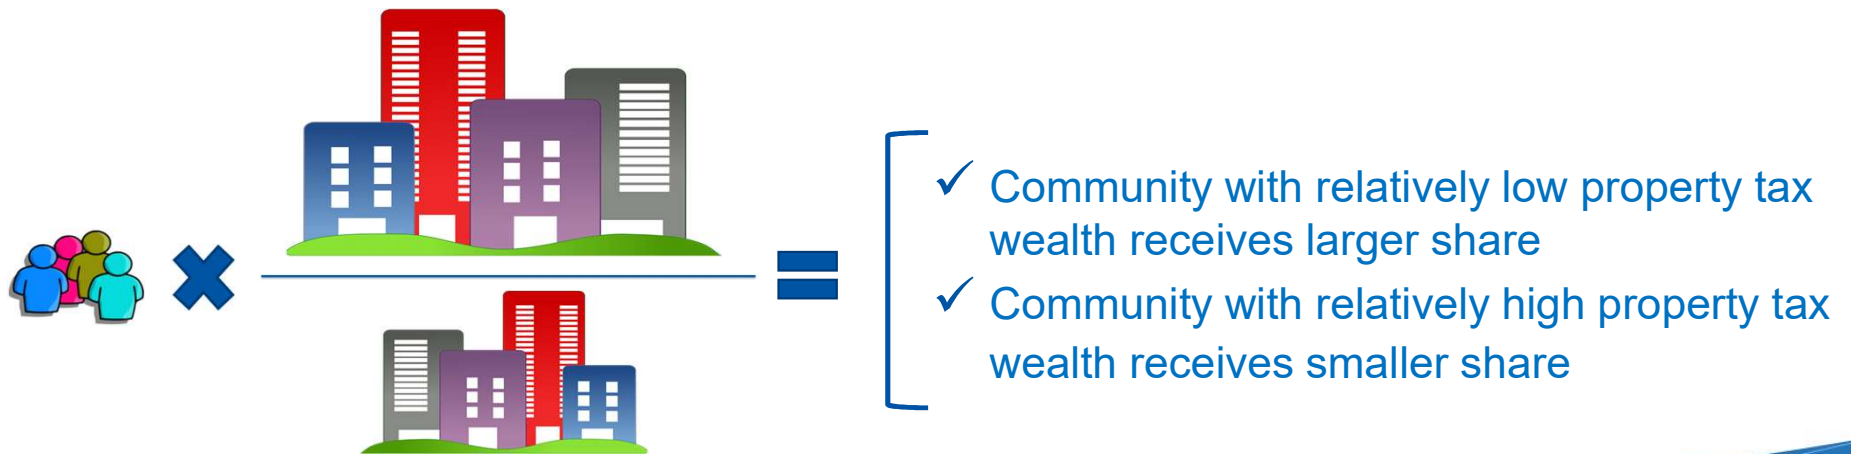 ✓ Community with relatively low property tax
wealth receives larger share
✓ Community with relatively high property tax
wealth receives smaller share